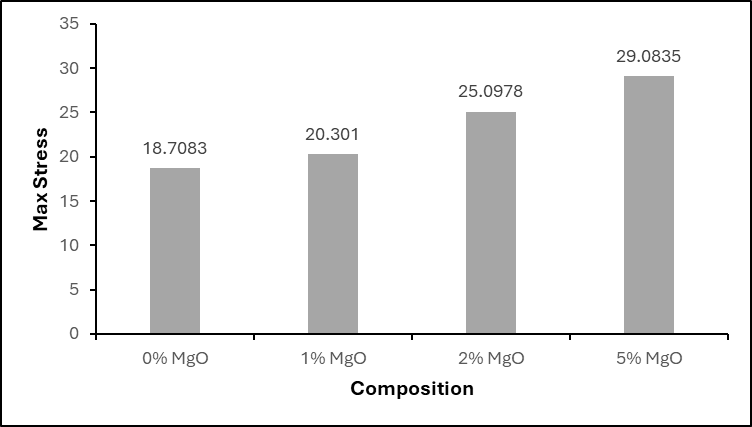 35
30
25
20
15
10
5
0
Max Stress
18.7083
20.301
25.0978
29.0835
0% MgO
1% MgO
2% MgO
5% MgO
Composition